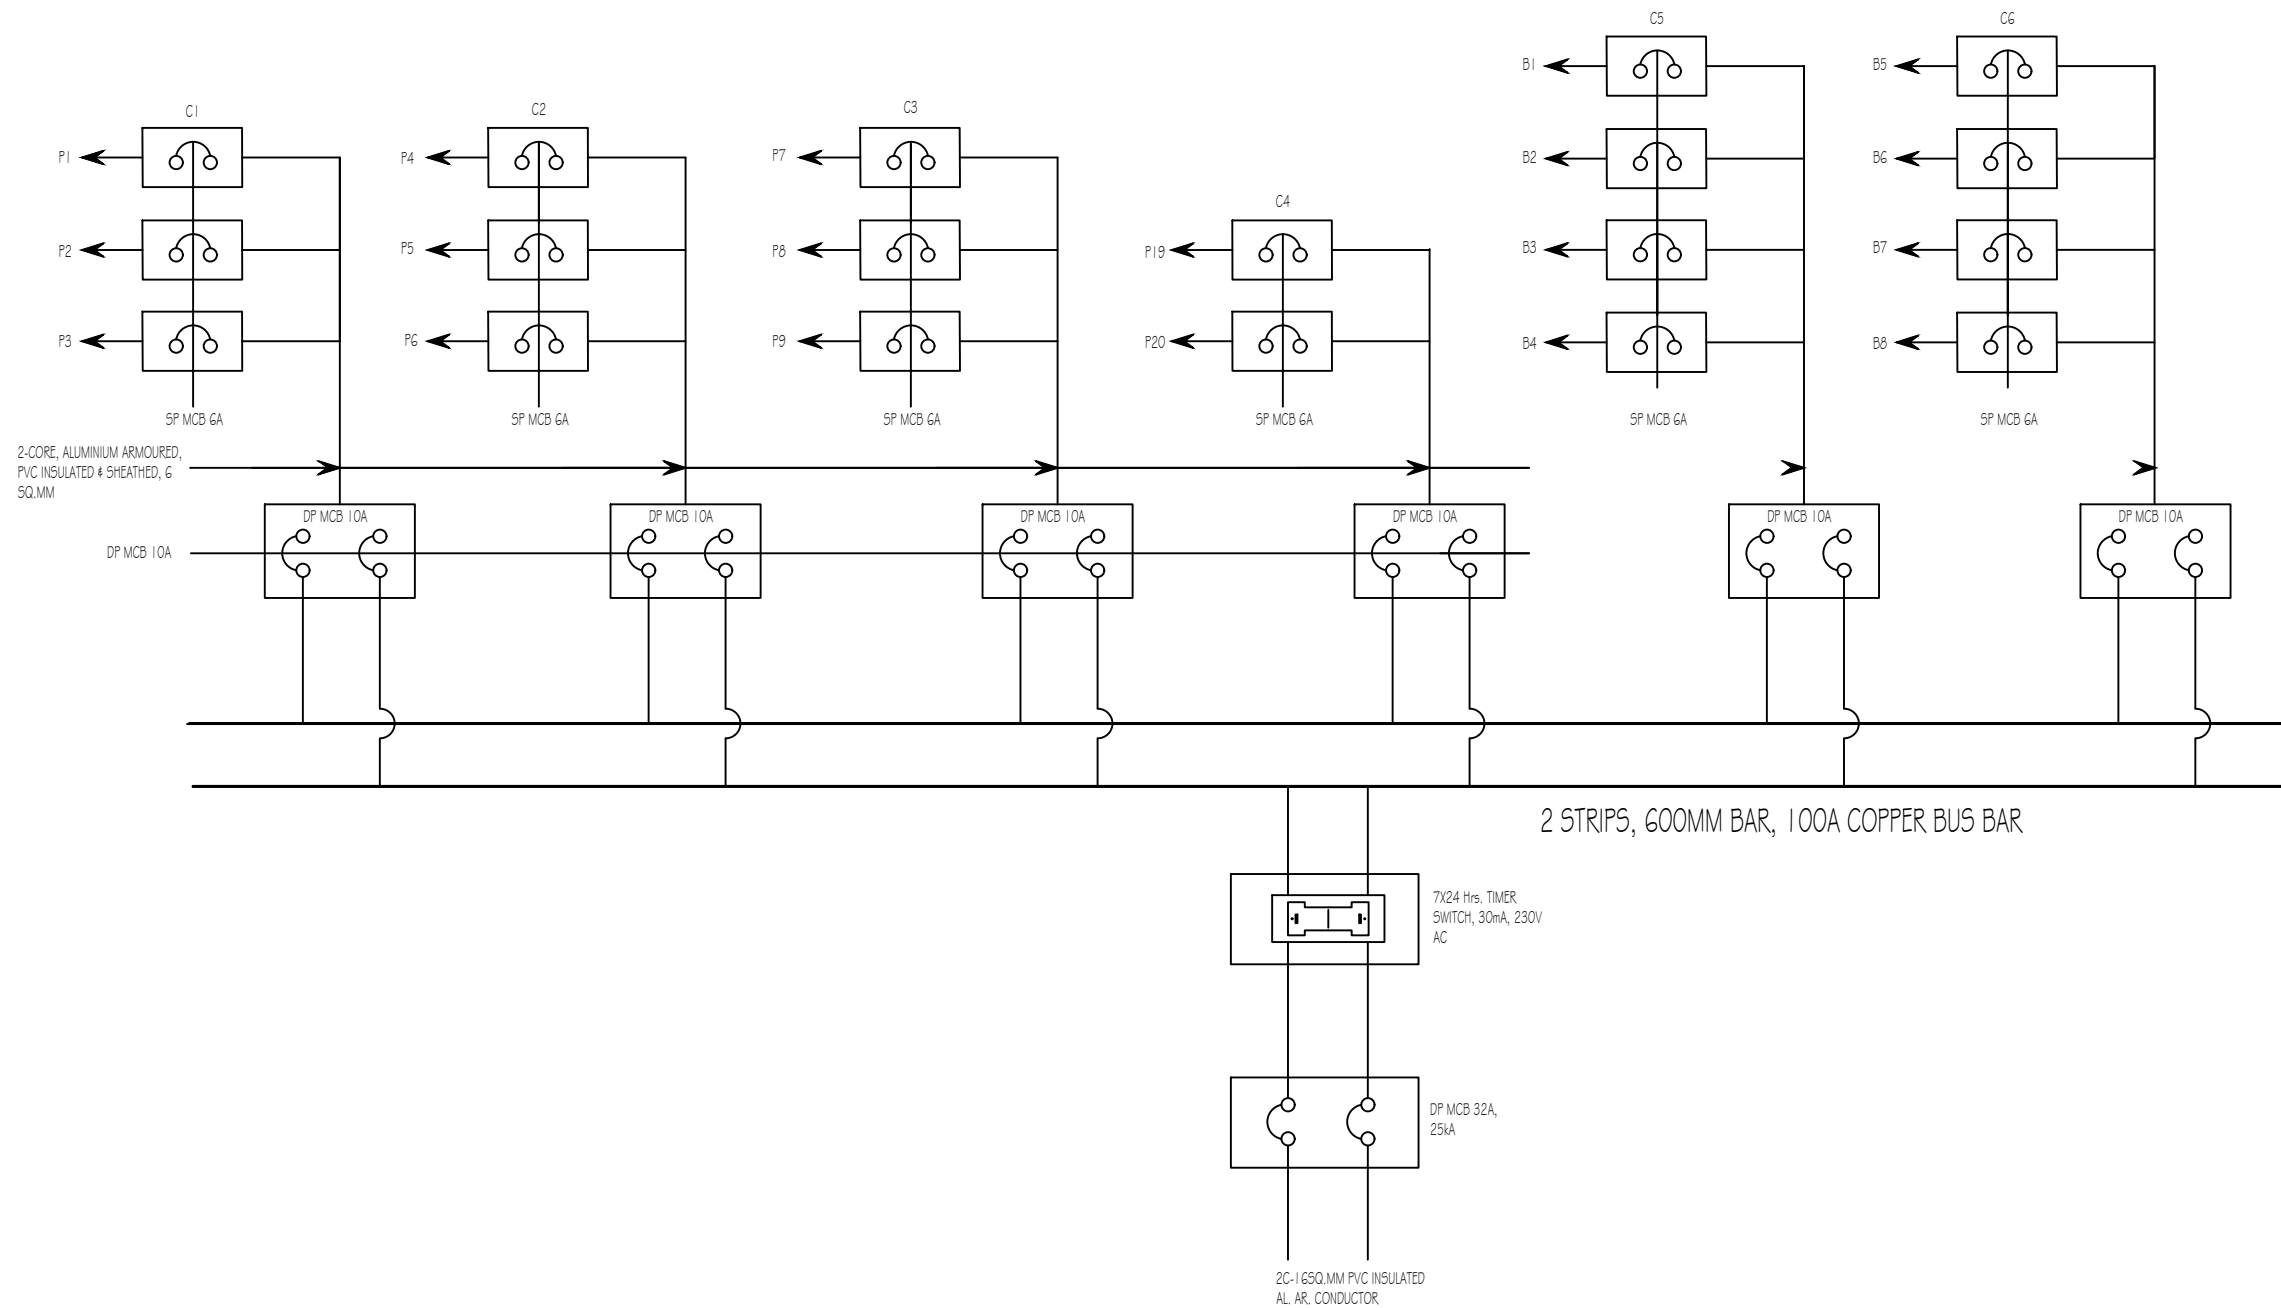 C5
C6
B1
B5
C1
C2
C3
P1
P4
P7
B2
B6
C4
P2
P5
P8
P19
B3
B7
P3
P6
P9
P20
B4
B8
SP MCB 6A
SP MCB 6A
SP MCB 6A
SP MCB 6A
SP MCB 6A
SP MCB 6A
2-CORE, ALUMINIUM ARMOURED,
PVC INSULATED & SHEATHED, 6
SQ.MM
DP MCB 10A
DP MCB 10A
DP MCB 10A
DP MCB 10A
DP MCB 10A
DP MCB 10A
DP MCB 10A
2 STRIPS, 600MM BAR, 100A COPPER BUS BAR
7X24 Hrs. TIMER
SWITCH, 30mA, 230V
AC
DP MCB 32A,
25kA
2C-16SQ.MM PVC INSULATED
AL. AR. CONDUCTOR